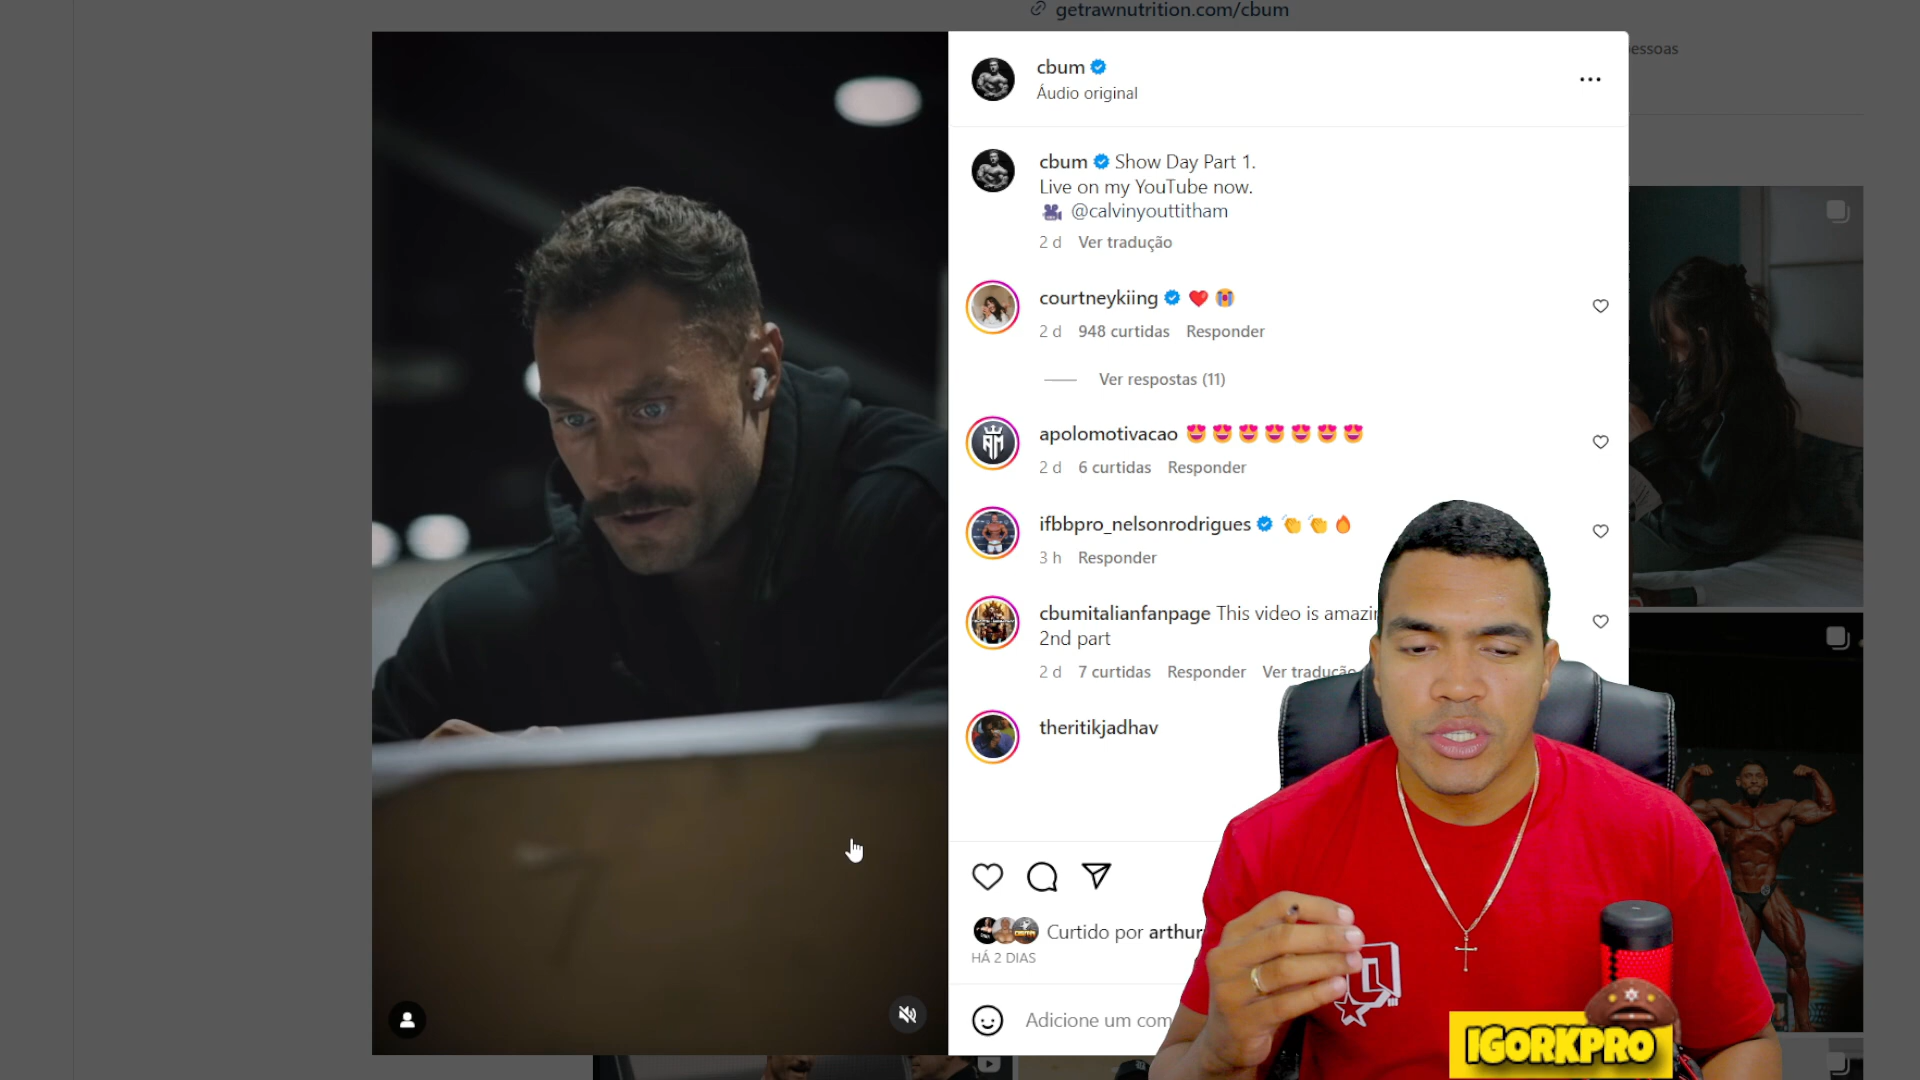 getrawnutrition.com/cbum
essoas
cbum
Áudio original
cbum Show Day Part 1.
Live on my YouTube now.
@calvinyouttitham
2 d Ver tradução
courtneykiing
2 d 948 curtidas Responder
Ver respostas (11)
apolomotivacao
2 d 6 curtidas Responder
ifbbpro_nelsonrodrigues
3 h Responder
cbumitalianfanpage This video is amazi
2nd part
2 d 7 curtidas Responder Ver tradução
theritikjadhav
Curtido por arthur
HÁ 2 DIAS
Adicione um com
IGORKPRO